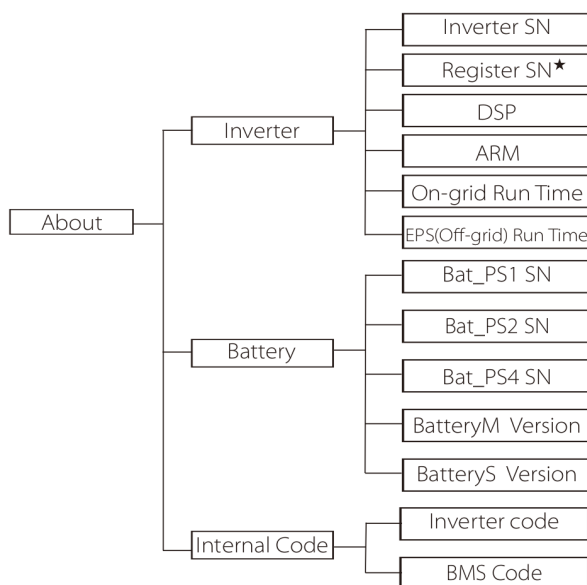 About
Inverter
Inverter SN
Register SN★
DSP
ARM
On-grid Run Time
EPS(Off-grid) Run Time
Battery
Bat_PS1 SN
Bat_PS2 SN
Bat_PS4 SN
BatteryM Version
BatteryS Version
Internal Code
Inverter code
BMS Code